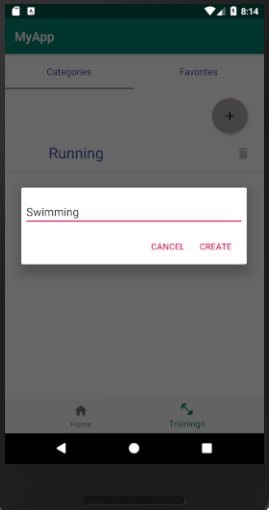 8:14
MyApp
Categories Favorites
+
Running
Swimming
CANCEL CREATE
Home Trainings